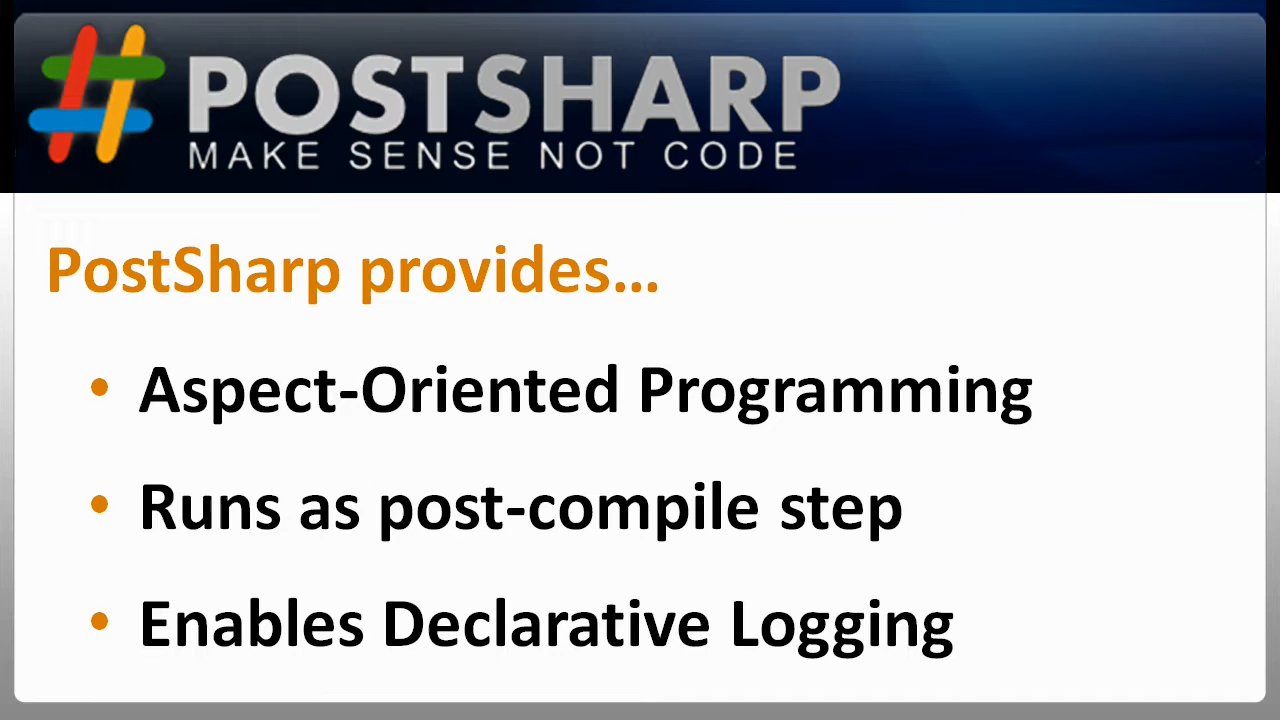 POSTSHARP
MAKE SENSE NOT CODE
PostSharp provides...
• Aspect-Oriented Programming
• Runs as post-compile step
• Enables Declarative Logging